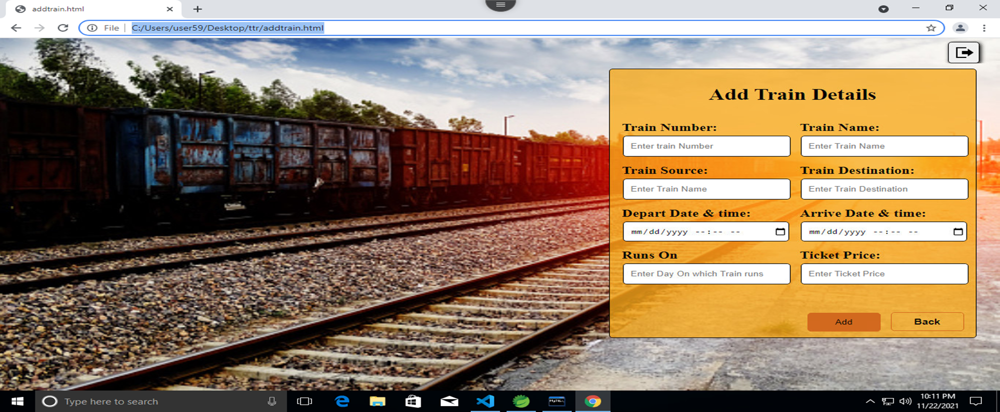 addtrain.html
File | C:/Users/user59/Desktop/ttr/addtrain.html
Add Train Details
Train Number: Train Name:
Enter train Number Enter Train Name
Train Source: Train Destination:
Enter Train Name Enter Train Destination
Depart Date & time: Arrive Date & time:
mm/dd/yyyy --:-- -- mm/dd/yyyy --:-- --
Runs On Ticket Price:
Enter Day On which Train runs Enter Ticket Price
Add Back
Type here to search
10:11 PM
11/22/2021